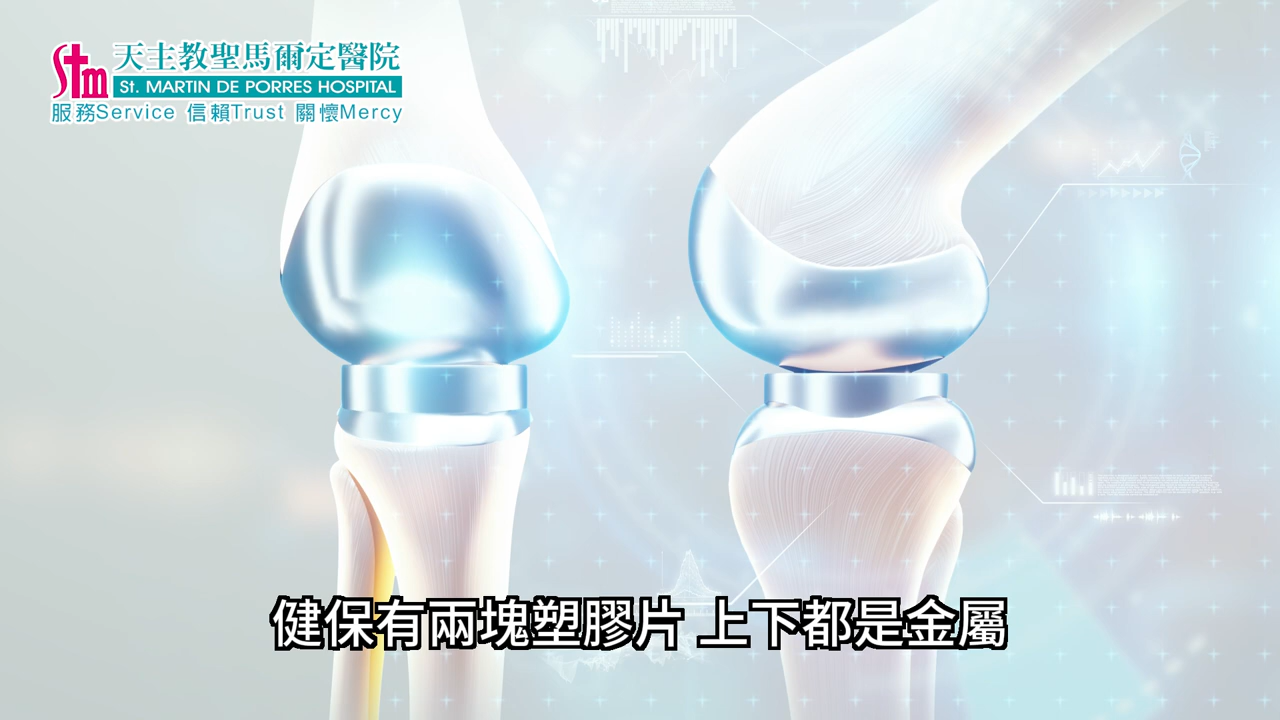 天主教聖馬爾定醫院
St. MARTIN DE PORRES HOSPITAL
服務Service 信賴Trust 關懷Mercy
健保有兩塊塑膠片 上下都是金屬